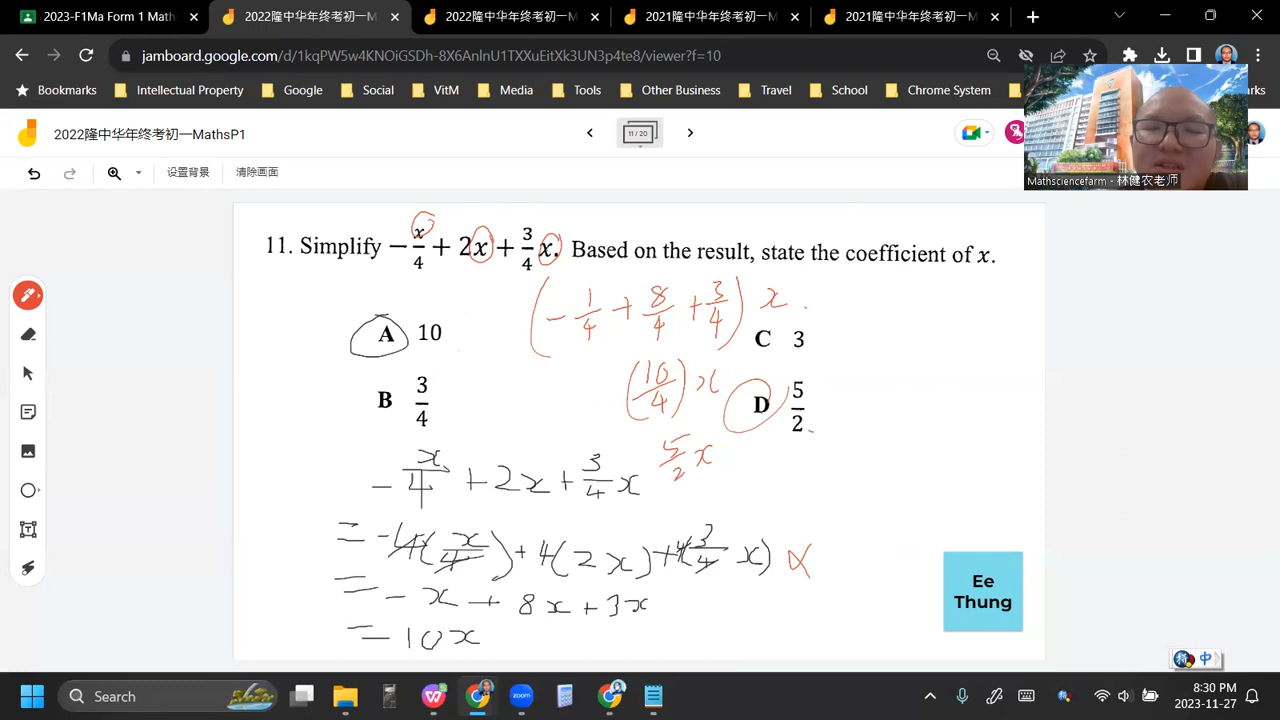 2023-F1Ma Form 1 Maths
2022隆中华年终考初一M
2022隆中华年终考初一M
2021隆中华年终考初一M
2021隆中华年终考初一M
jamboard.google.com/d/1kqPW5w4KNOiGSDh-8X6AnlnU1TXXuEitXk3UN3p4te8/viewer?f=10
Bookmarks Intellectual Property Google Social VitM Media Tools Other Business Travel School Chrome System
2022隆中华年终考初一MathsP1
11 / 20
Mathsciencefarm - 林健农老师
设置背景 清除画面
11. Simplify −x/4 + 2x + 3/4 x. Based on the result, state the coefficient of x.
(−1/4 + 8/4 + 3/4) x
A 10
C 3
(10/4) x
B 3/4
D 5/2
5/2 x
− x/4 + 2x + 3/4 x
= −4(x/4) + 4(2x) + 4(3/4 x)
= − x + 8x + 3x
= 10x
Ee
Thung
中
Search
8:30 PM
2023-11-27